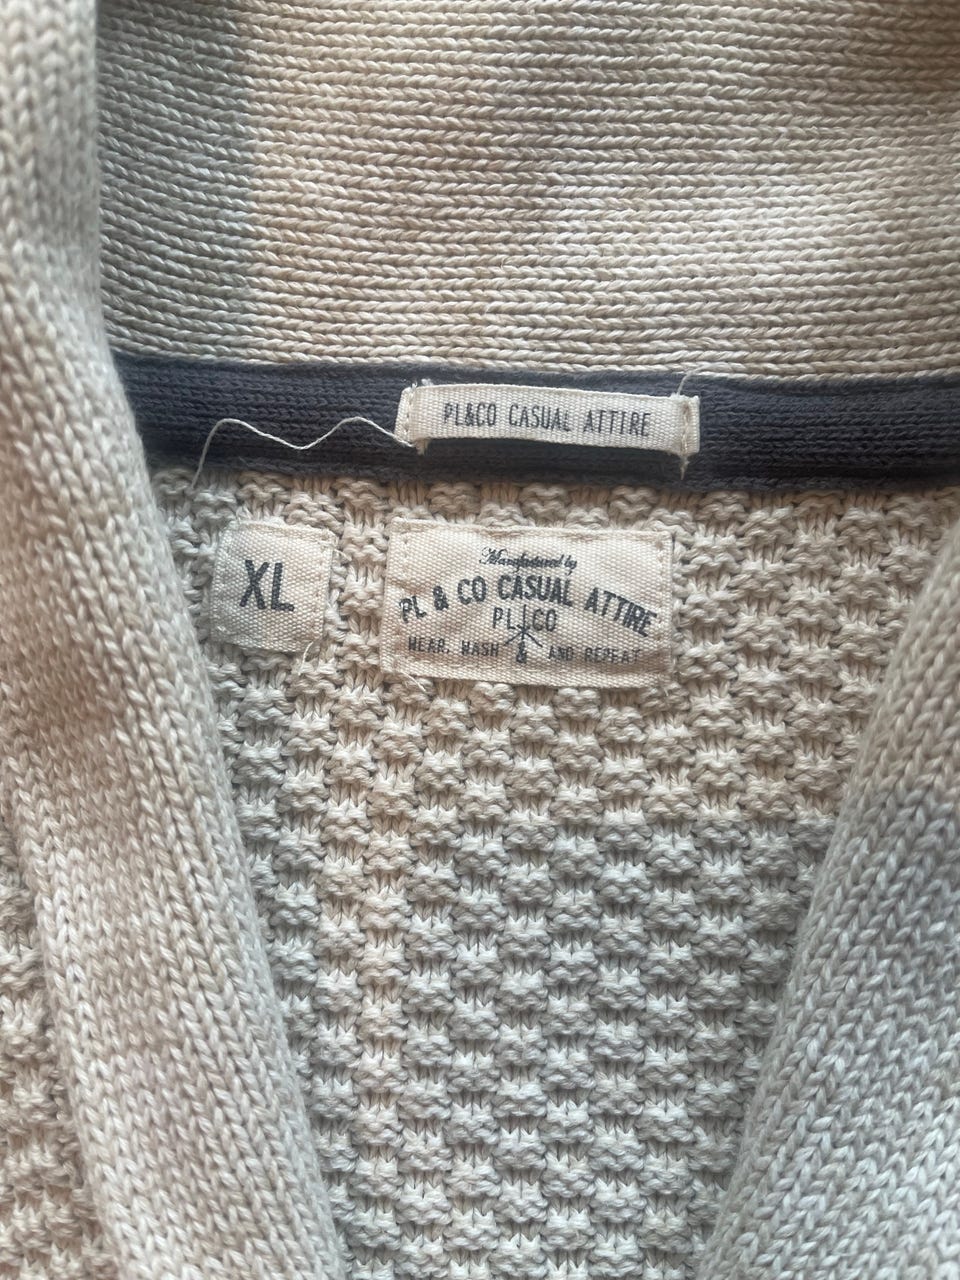 PL&CO CASUAL ATTIRE
XL
Manufactured by
PL & CO CASUAL ATTIRE
PL CO
WEAR, WASH & AND REPEAT